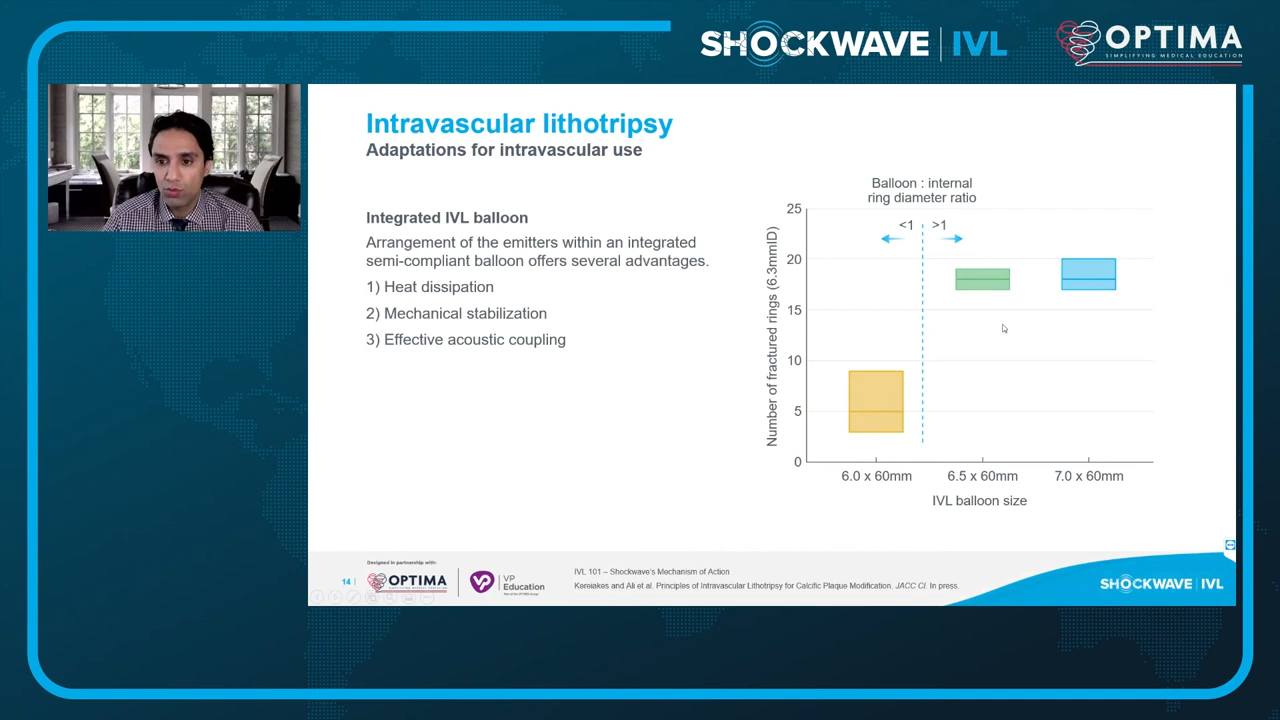 SHOCKWAVE IVL
OPTIMA
SIMPLIFYING MEDICAL EDUCATION
Intravascular lithotripsy
Adaptations for intravascular use
Integrated IVL balloon
Arrangement of the emitters within an integrated
semi-compliant balloon offers several advantages.
1) Heat dissipation
2) Mechanical stabilization
3) Effective acoustic coupling
Balloon : internal
ring diameter ratio
<1 >1
Number of fractured rings (6.3mmID)
25
20
15
10
5
0
6.0 x 60mm 6.5 x 60mm 7.0 x 60mm
IVL balloon size
Designed in partnership with:
14
OPTIMA
VP
Education
IVL 101 – Shockwave's Mechanism of Action
Kereiakes and Ali et al. Principles of Intravascular Lithotripsy for Calcific Plaque Modification. JACC CI. In press.
SHOCKWAVE IVL